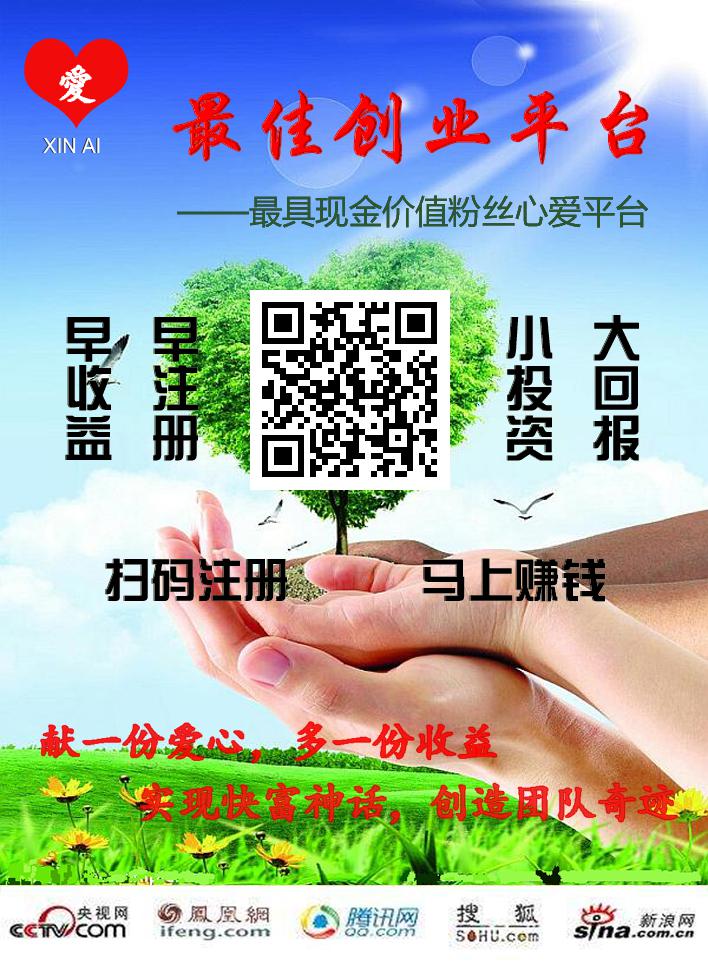 愛
XIN AI
最佳创业平台
——最具现金价值粉丝心爱平台
早注册
早收益
小投资
大回报
扫码注册 马上赚钱
献一份爱心，多一份收益
实现快富神话，创造团队奇迹
央视网
CCTV.COM
鳳凰網
ifeng.com
腾讯网
QQ.com
搜狐
SOHU.com
新浪网
sina.com.cn